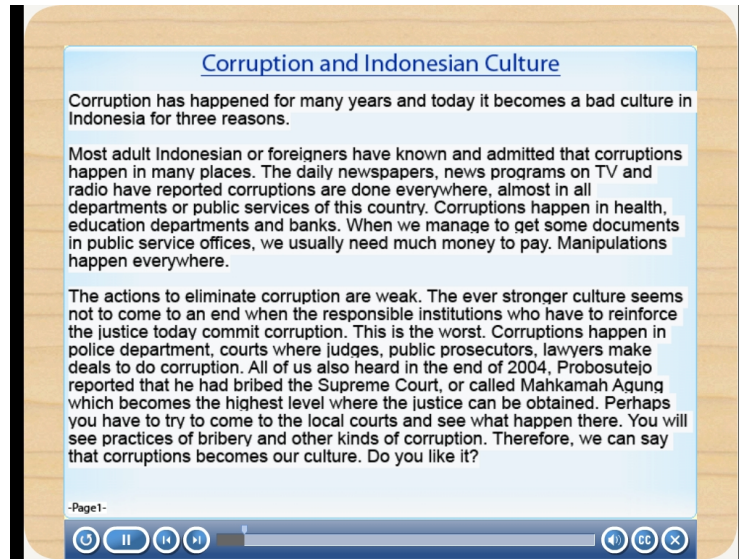 Corruption and Indonesian Culture
Corruption has happened for many years and today it becomes a bad culture in
Indonesia for three reasons.
Most adult Indonesian or foreigners have known and admitted that corruptions
happen in many places. The daily newspapers, news programs on TV and
radio have reported corruptions are done everywhere, almost in all
departments or public services of this country. Corruptions happen in health,
education departments and banks. When we manage to get some documents
in public service offices, we usually need much money to pay. Manipulations
happen everywhere.
The actions to eliminate corruption are weak. The ever stronger culture seems
not to come to an end when the responsible institutions who have to reinforce
the justice today commit corruption. This is the worst. Corruptions happen in
police department, courts where judges, public prosecutors, lawyers make
deals to do corruption. All of us also heard in the end of 2004, Probosutejo
reported that he had bribed the Supreme Court, or called Mahkamah Agung
which becomes the highest level where the justice can be obtained. Perhaps
you have to try to come to the local courts and see what happen there. You will
see practices of bribery and other kinds of corruption. Therefore, we can say
that corruptions becomes our culture. Do you like it?
-Page1-
CC